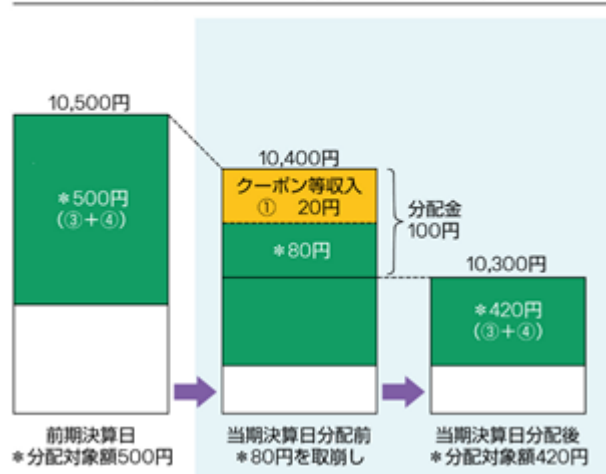 10,500円
＊500円
(③+④)
前期決算日
＊分配対象額500円
10,400円
クーポン等収入
① 20円
＊80円
分配金
100円
当期決算日分配前
＊80円を取崩し
10,300円
＊420円
(③+④)
当期決算日分配後
＊分配対象額420円